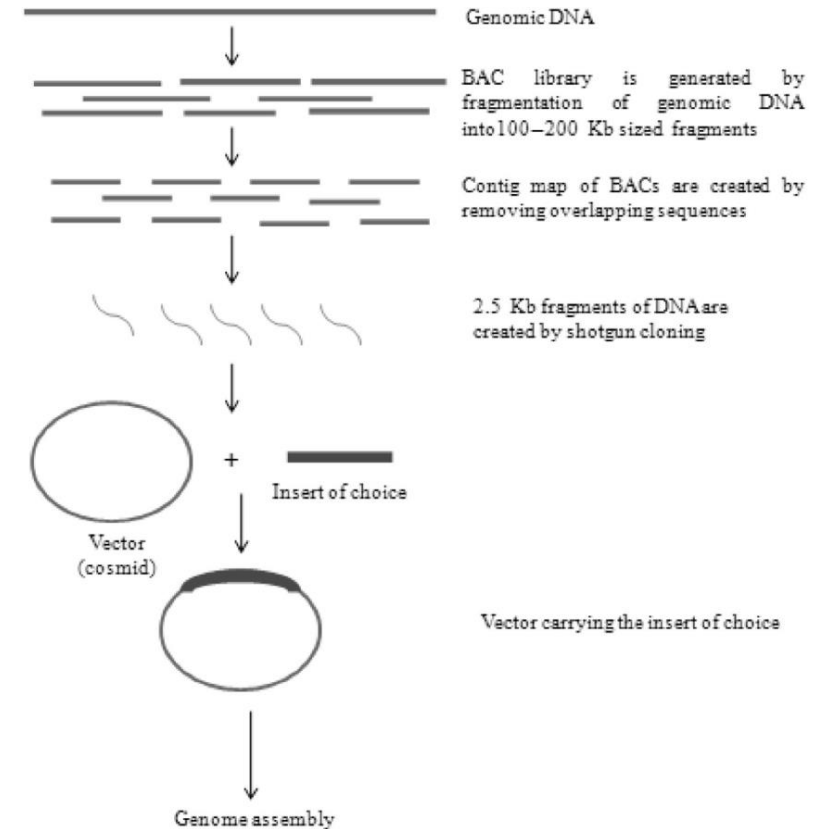 Genomic DNA
BAC library is generated by
fragmentation of genomic DNA
into100–200 Kb sized fragments
Contig map of BACs are created by
removing overlapping sequences
2.5 Kb fragments of DNA are
created by shotgun cloning
+
Insert of choice
Vector
(cosmid)
Vector carrying the insert of choice
Genome assembly